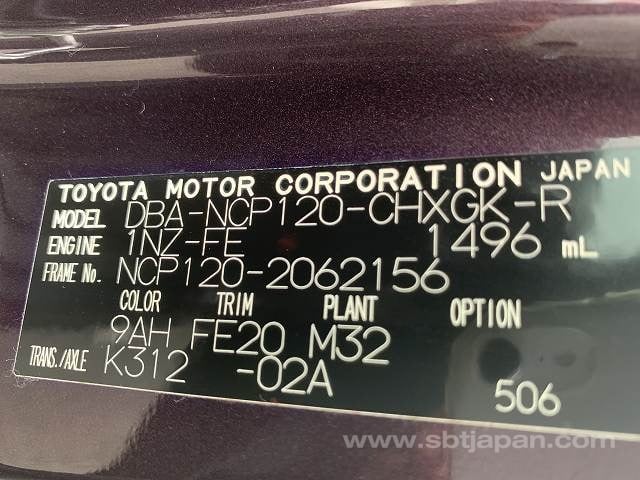 TOYOTA MOTOR CORPORATION JAPAN
MODEL DBA-NCP120-CHXGK-R
ENGINE 1NZ-FE 1496 mL
FRAME No. NCP120-2062156
COLOR TRIM PLANT OPTION
9AH FE20 M32
TRANS./AXLE K312 -02A
506
www.sbtjapan.com